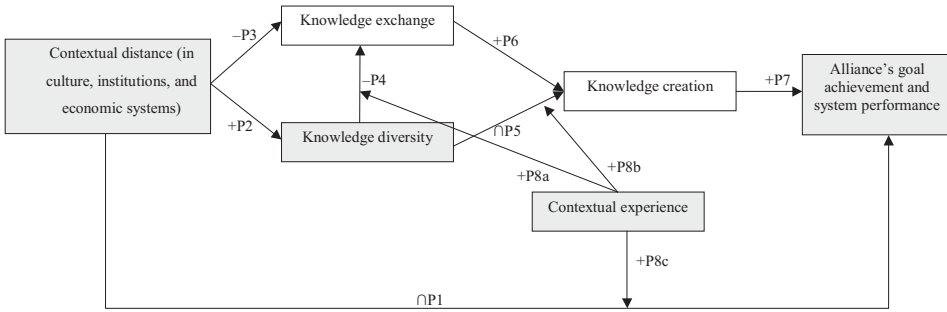 Knowledge exchange
–P3
+P6
Contextual distance (in
culture, institutions, and
economic systems)
–P4
Knowledge creation
+P7
Alliance’s goal
achievement and
system performance
+P2
Knowledge diversity
∩P5
+P8a
+P8b
Contextual experience
+P8c
∩P1